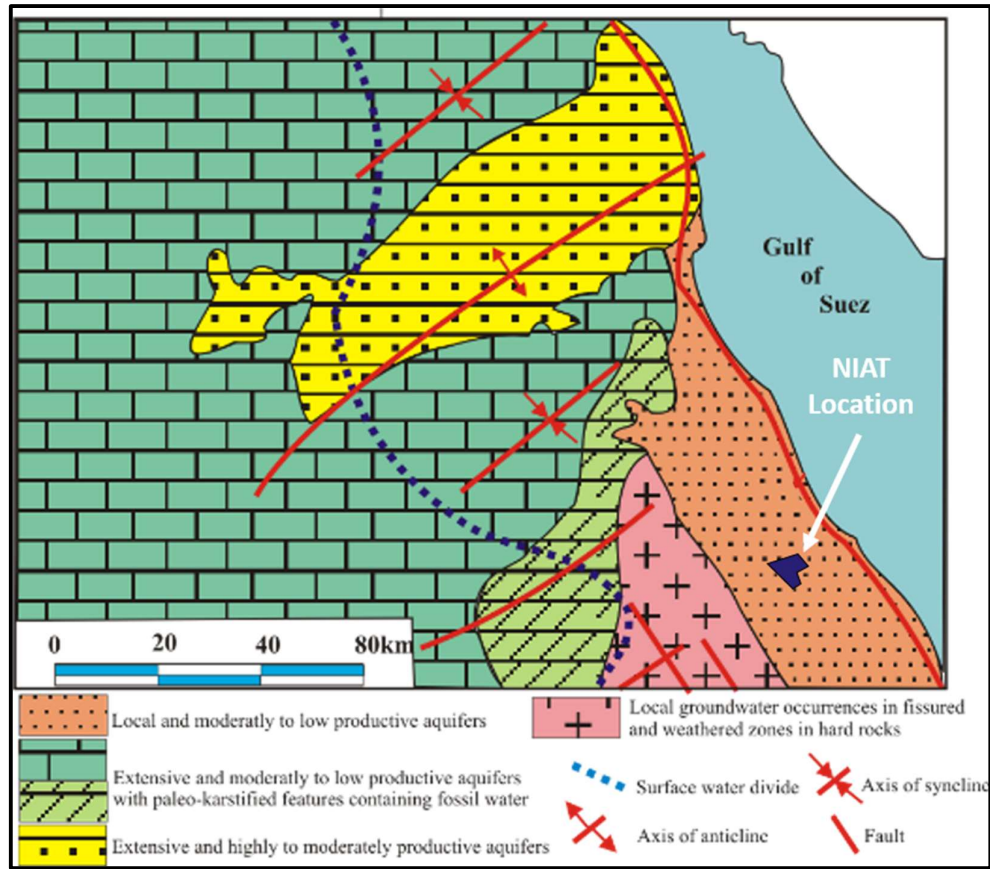 Gulf
of
Suez
NIAT
Location
0 20 40 80km
Local and moderatly to low productive aquifers
Extensive and moderatly to low productive aquifers
with paleo-karstified features containing fossil water
Extensive and highly to moderately productive aquifers
Local groundwater occurrences in fissured
and weathered zones in hard rocks
Surface water divide
Axis of syncline
Axis of anticline
Fault